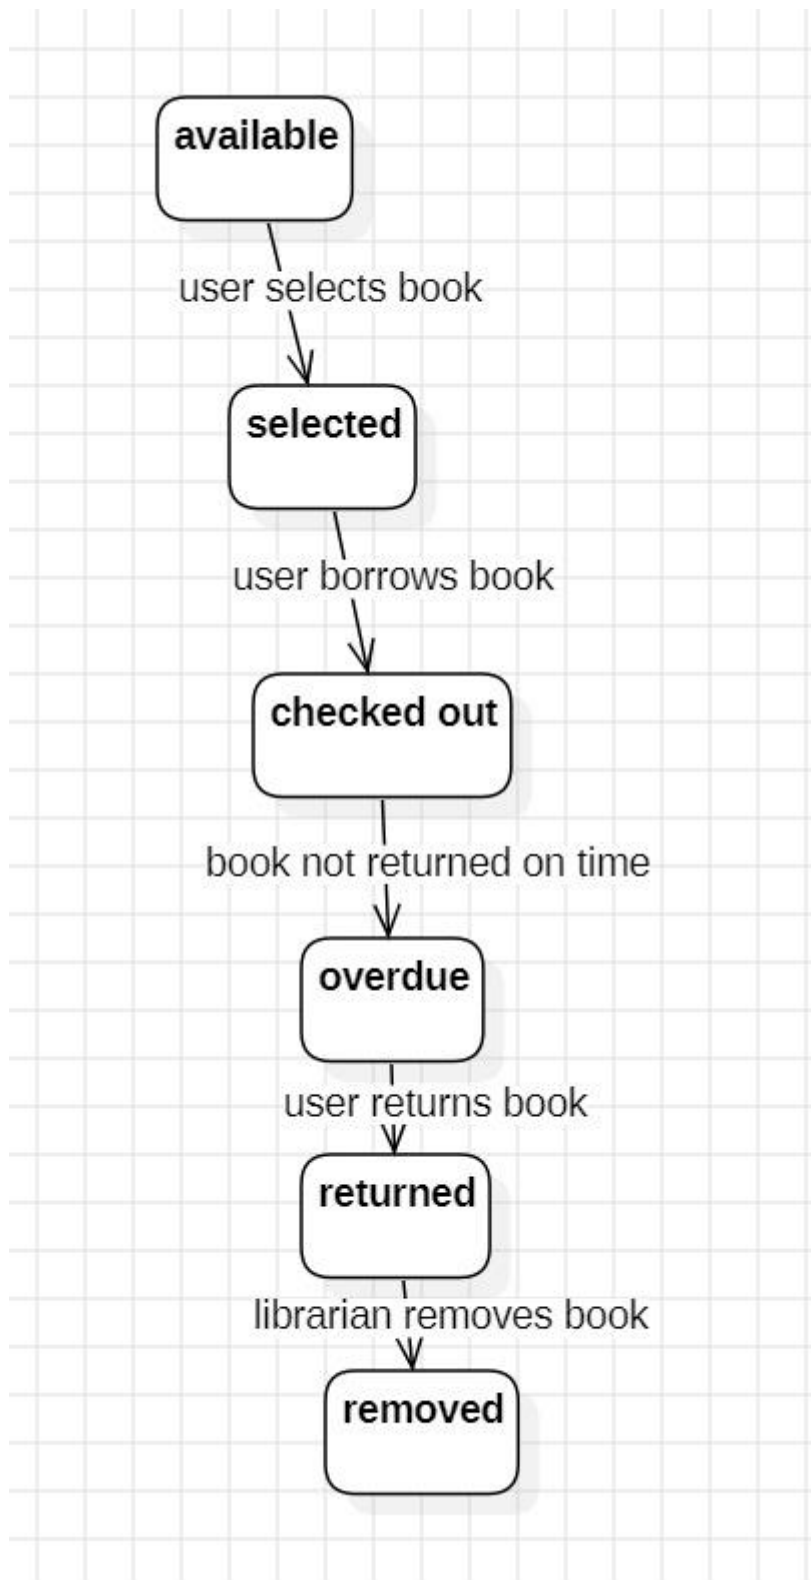 available
user selects book
selected
user borrows book
checked out
book not returned on time
overdue
user returns book
returned
librarian removes book
removed